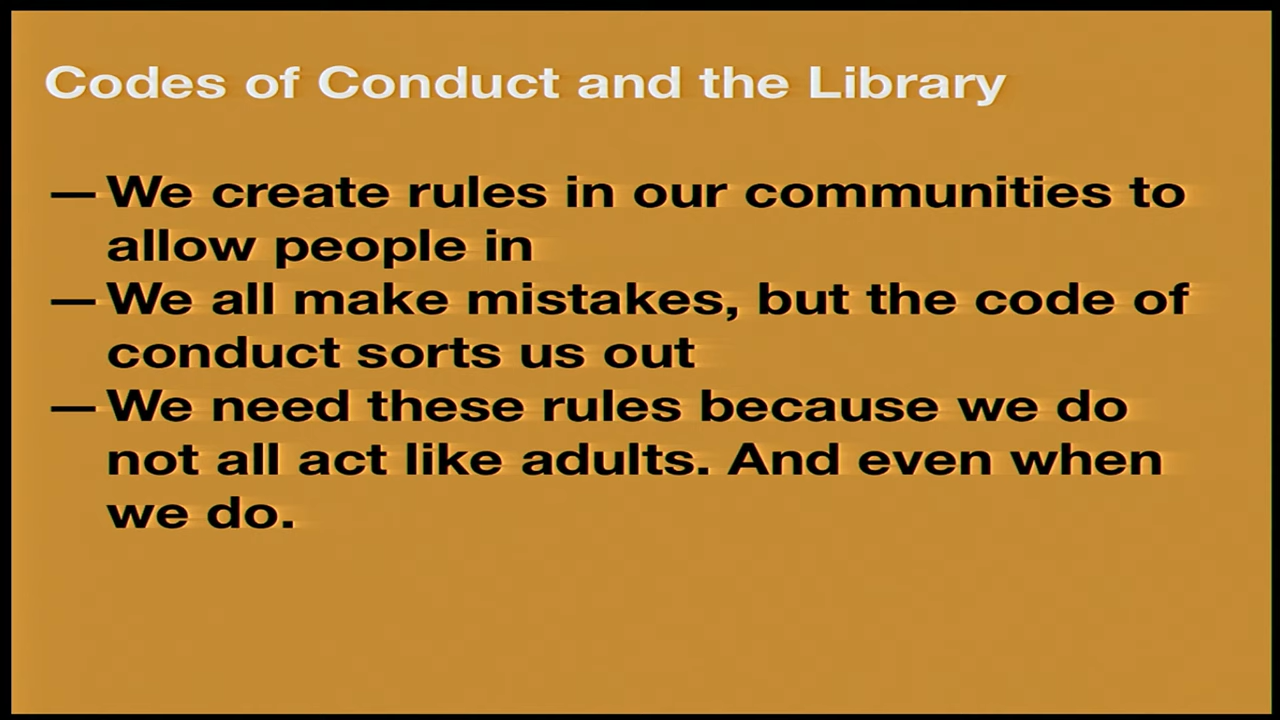 Codes of Conduct and the Library
— We create rules in our communities to
allow people in
— We all make mistakes, but the code of
conduct sorts us out
— We need these rules because we do
not all act like adults. And even when
we do.